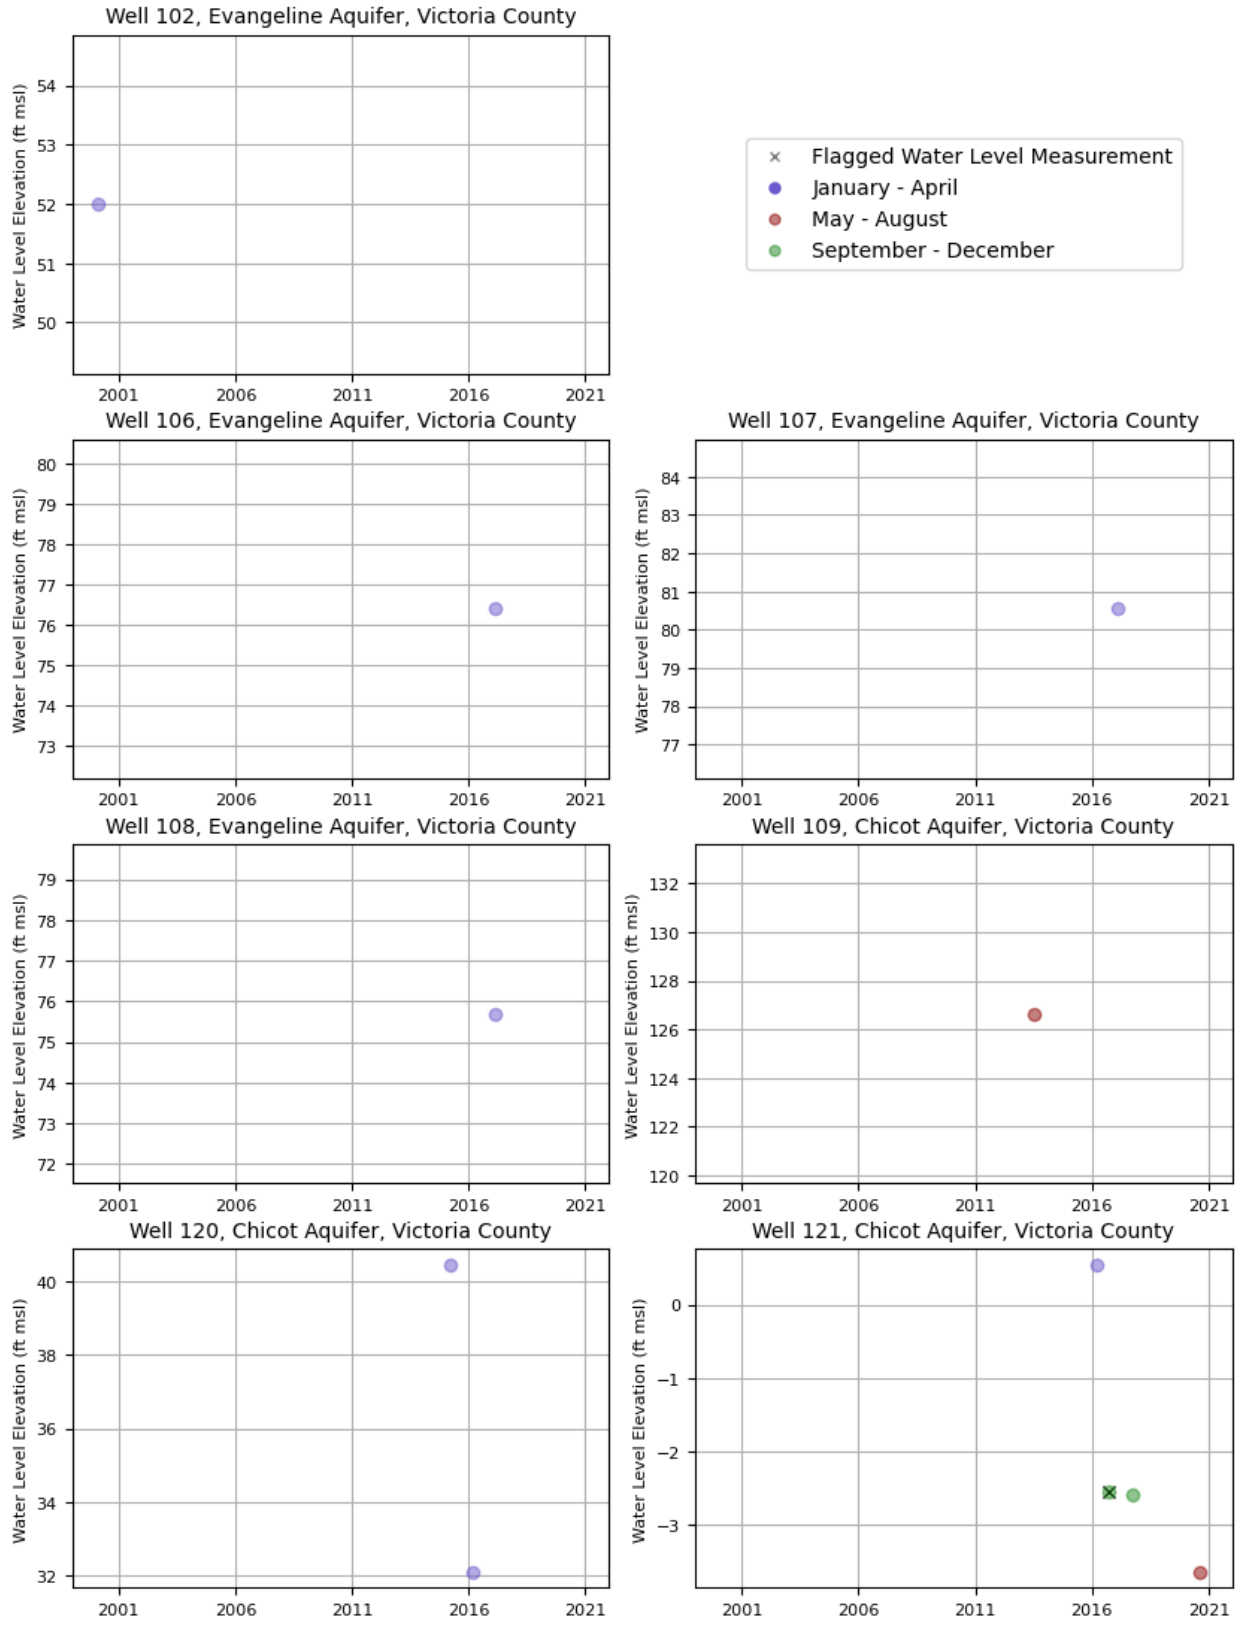 Well 102, Evangeline Aquifer, Victoria County
Water Level Elevation (ft msl)
54
53
52
51
50
2001 2006 2011 2016 2021
Flagged Water Level Measurement
January - April
May - August
September - December
Well 106, Evangeline Aquifer, Victoria County
Water Level Elevation (ft msl)
80
79
78
77
76
75
74
73
2001 2006 2011 2016 2021
Well 107, Evangeline Aquifer, Victoria County
Water Level Elevation (ft msl)
84
83
82
81
80
79
78
77
2001 2006 2011 2016 2021
Well 108, Evangeline Aquifer, Victoria County
Water Level Elevation (ft msl)
79
78
77
76
75
74
73
72
2001 2006 2011 2016 2021
Well 109, Chicot Aquifer, Victoria County
Water Level Elevation (ft msl)
132
130
128
126
124
122
120
2001 2006 2011 2016 2021
Well 120, Chicot Aquifer, Victoria County
Water Level Elevation (ft msl)
40
38
36
34
32
2001 2006 2011 2016 2021
Well 121, Chicot Aquifer, Victoria County
Water Level Elevation (ft msl)
0
−1
−2
−3
2001 2006 2011 2016 2021